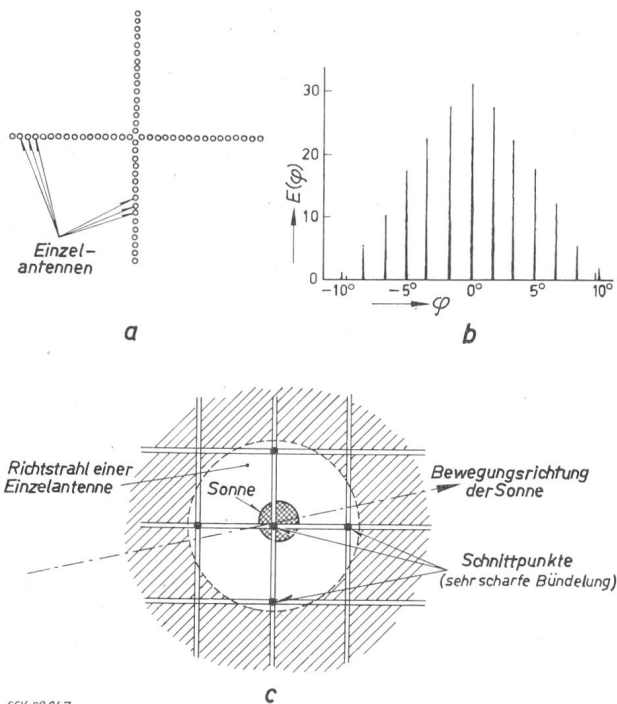 Einzel-
antennen
a
E(φ)
30
20
10
0
-10°
-5°
0°
5°
10°
φ
b
Richtstrahl einer
Einzelantenne
Sonne
Bewegungsrichtung
der Sonne
Schnittpunkte
(sehr scharfe Bündelung)
c